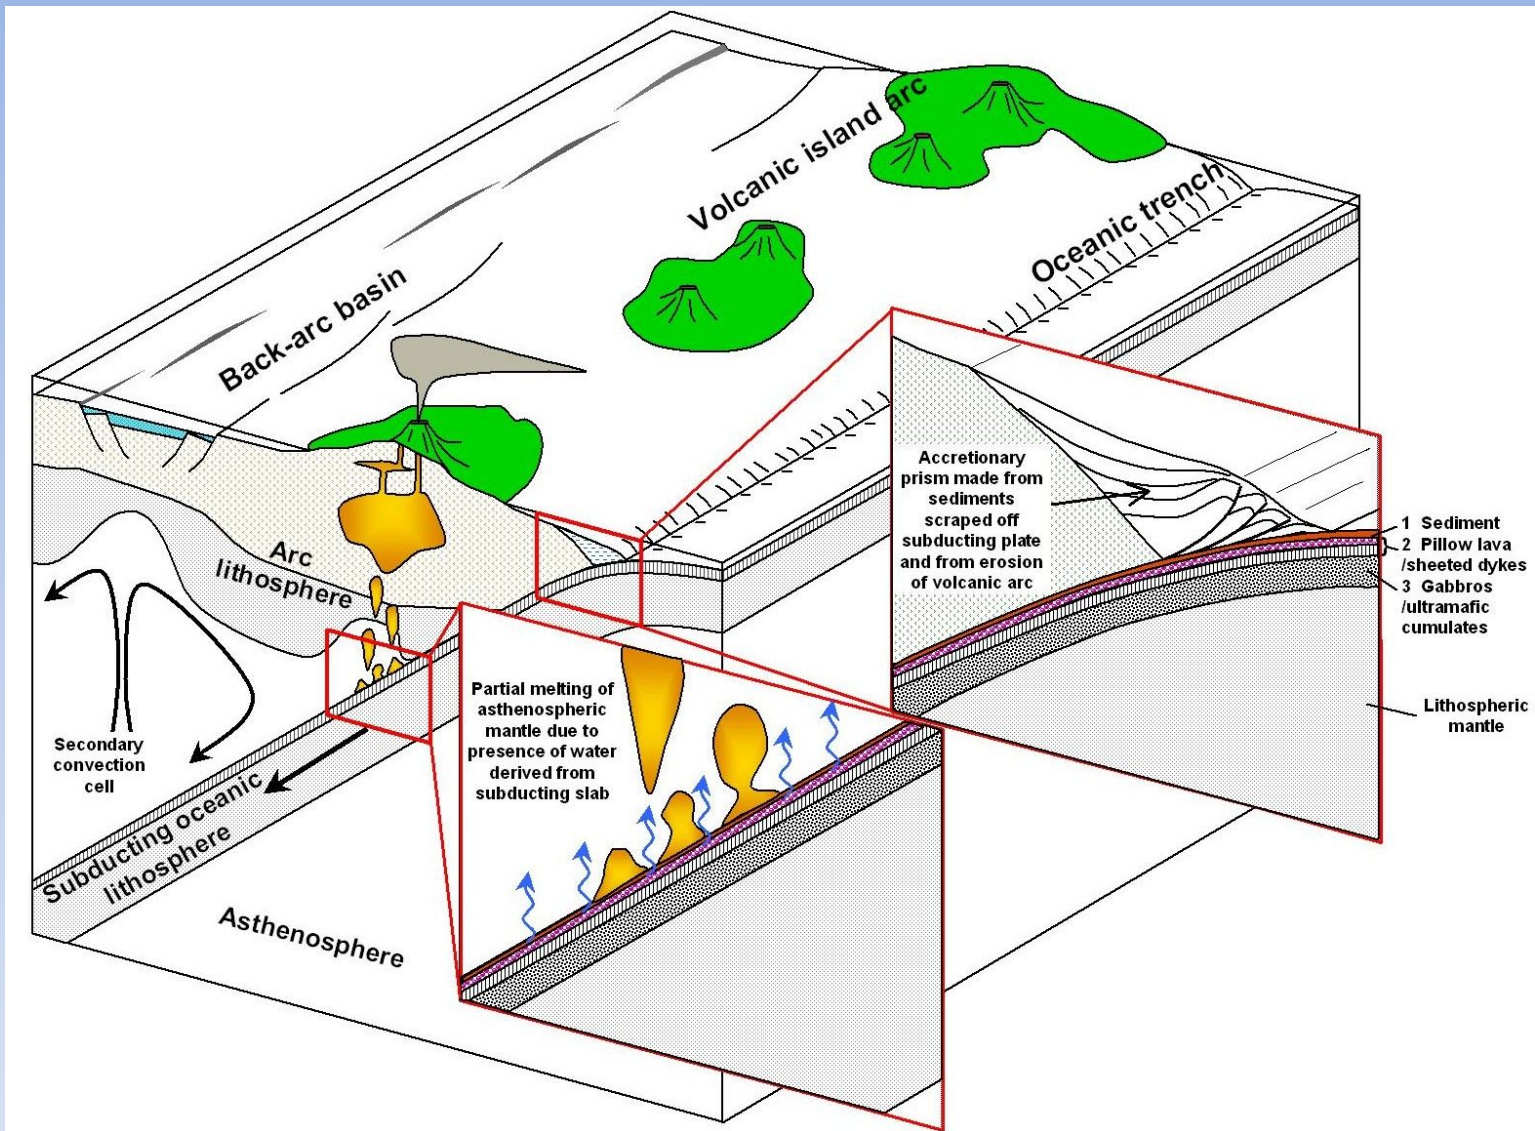 Volcanic island arc
Oceanic trench
Back-arc basin
Accretionary
prism made from
sediments
scraped off
subducting plate
and from erosion
of volcanic arc
1 Sediment
2 Pillow lava
/sheeted dykes
3 Gabbros
/ultramafic
cumulates
Arc
lithosphere
Partial melting of
asthenospheric
mantle due to
presence of water
derived from
subducting slab
Lithospheric
mantle
Secondary
convection
cell
Subducting oceanic
lithosphere
Asthenosphere